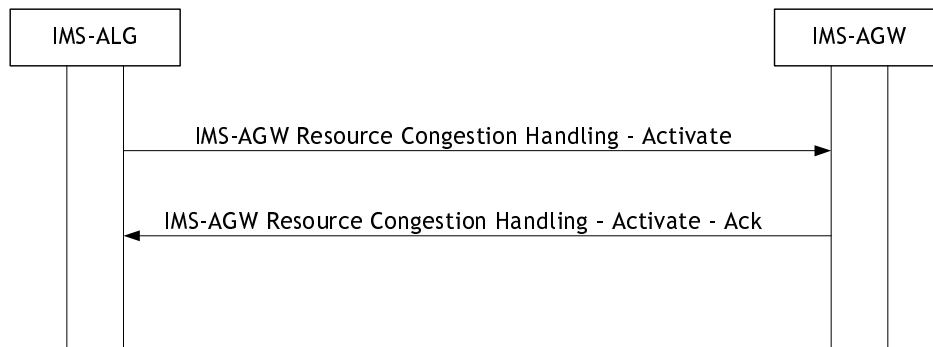 IMS-ALG
IMS-AGW
IMS-AGW Resource Congestion Handling - Activate
IMS-AGW Resource Congestion Handling – Activate - Ack